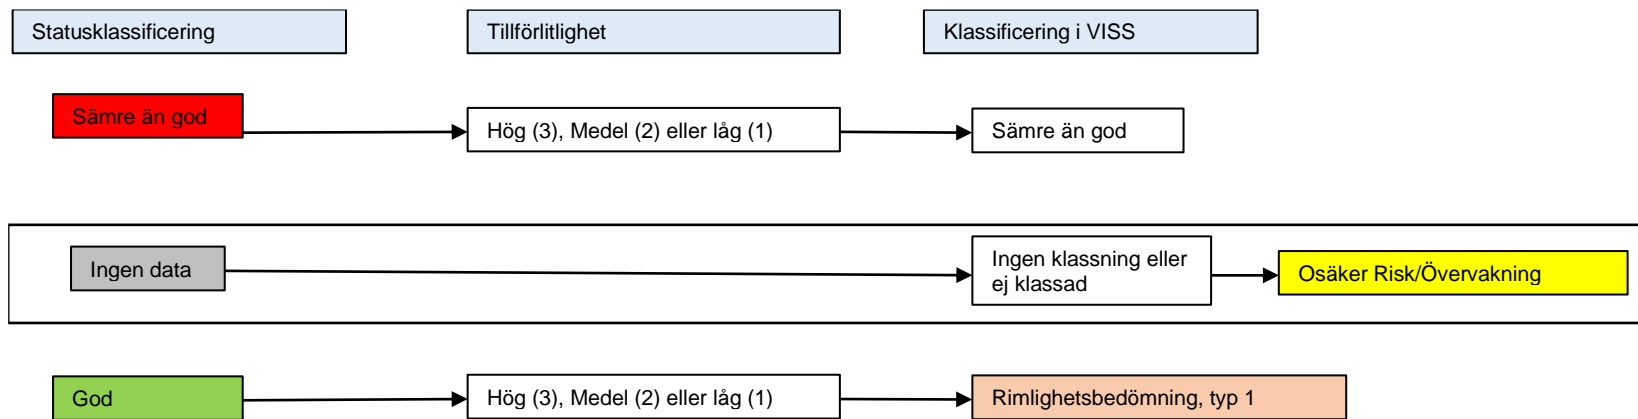 Statusklassificering
Tillförlitlighet
Klassificering i VISS
Sämre än god
Hög (3), Medel (2) eller låg (1)
Sämre än god
Ingen data
Ingen klassning eller
ej klassad
Osäker Risk/Övervakning
God
Hög (3), Medel (2) eller låg (1)
Rimlighetsbedömning, typ 1